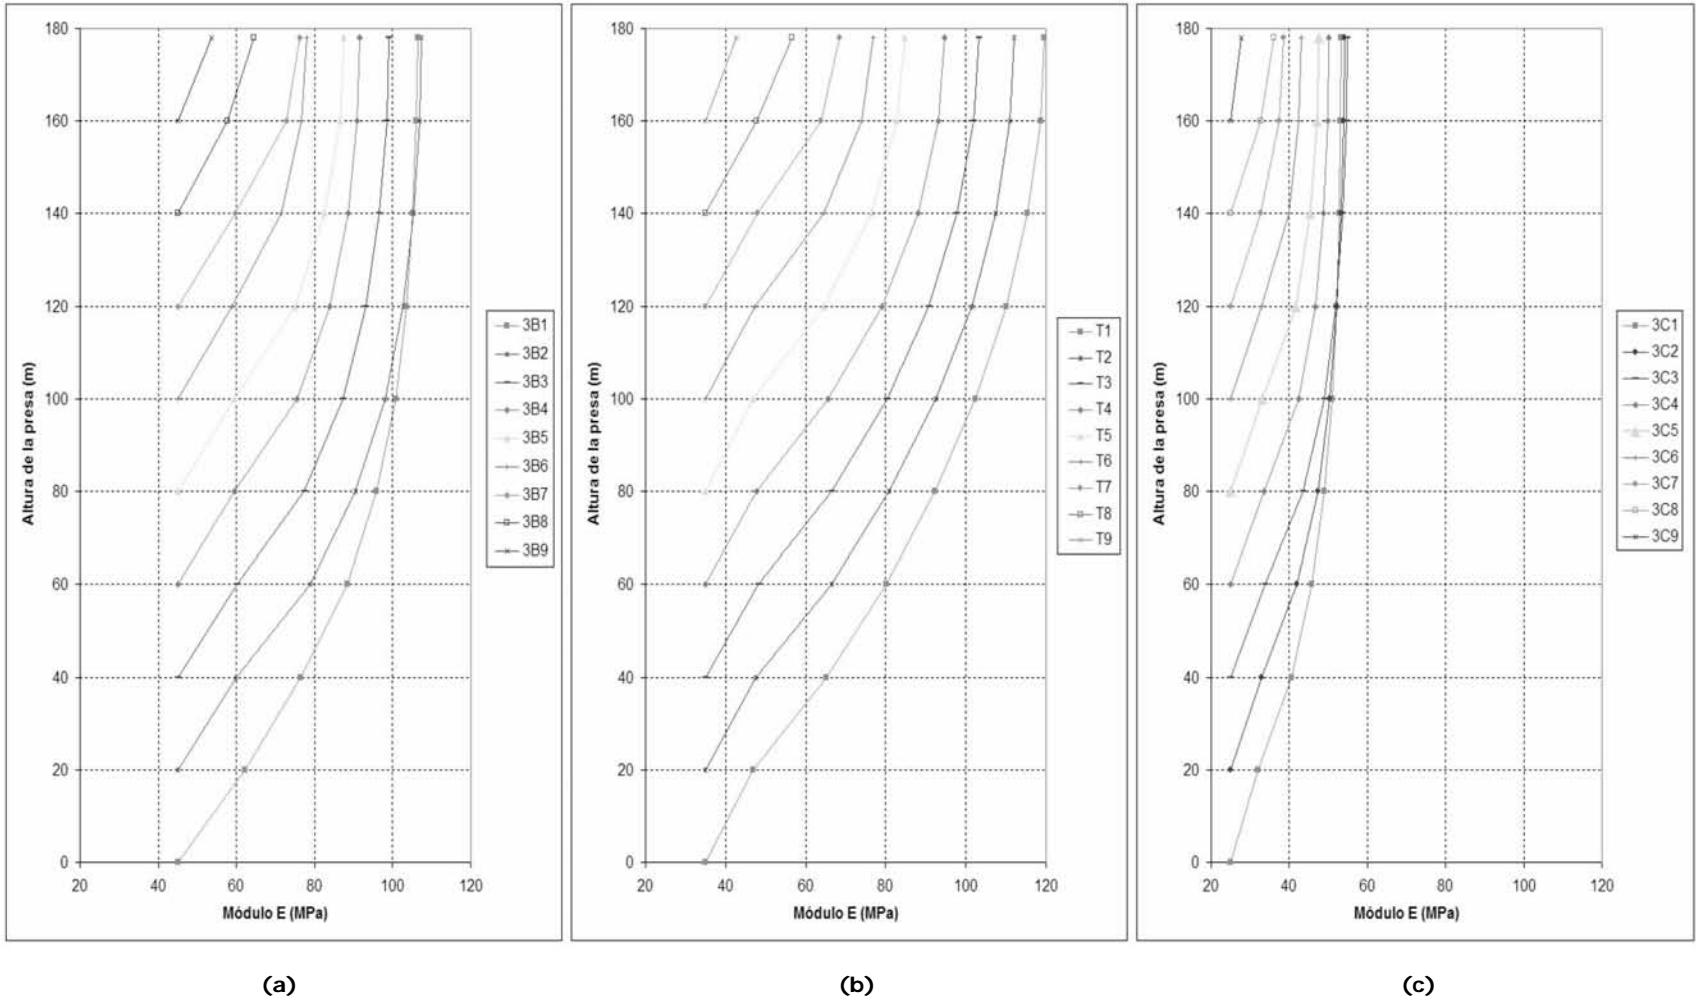 180
160
140
120
100
80
60
40
20
0
Altura de la presa (m)
20 40 60 80 100 120
Módulo E (MPa)
3B1
3B2
3B3
3B4
3B5
3B6
3B7
3B8
3B9
(a)
180
160
140
120
100
80
60
40
20
0
Altura de la presa (m)
20 40 60 80 100 120
Módulo E (MPa)
T1
T2
T3
T4
T5
T6
T7
T8
T9
(b)
180
160
140
120
100
80
60
40
20
0
Altura de la presa (m)
20 40 60 80 100 120
Módulo E (MPa)
3C1
3C2
3C3
3C4
3C5
3C6
3C7
3C8
3C9
(c)